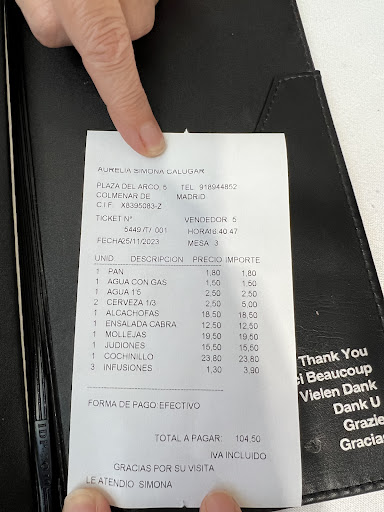 AURELIA SIMONA CALUGAR
PLAZA DEL ARCO, 5 TEL. 918944852
COLMENAR DE MADRID
C.I.F. X8395083-Z
TICKET Nº VENDEDOR: 5
5449 /T/ 001 HORA16:40:47
FECHA25/11/2023 MESA 3
UNID DESCRIPCION PRECIO IMPORTE
1 PAN 1,80 1,80
1 AGUA CON GAS 1,50 1,50
1 AGUA 1'5 2,50 2,50
2 CERVEZA 1/3 2,50 5,00
1 ALCACHOFAS 18,50 18,50
1 ENSALADA CABRA 12,50 12,50
1 MOLLEJAS 19,50 19,50
1 JUDIONES 15,50 15,50
1 COCHINILLO 23,80 23,80
3 INFUSIONES 1,30 3,90
FORMA DE PAGO:EFECTIVO
TOTAL A PAGAR: 104,50
IVA INCLUIDO
GRACIAS POR SU VISITA
LE ATENDIO SIMONA
Thank You
ci Beaucoup
Vielen Dank
Dank U
Grazie
Gracias